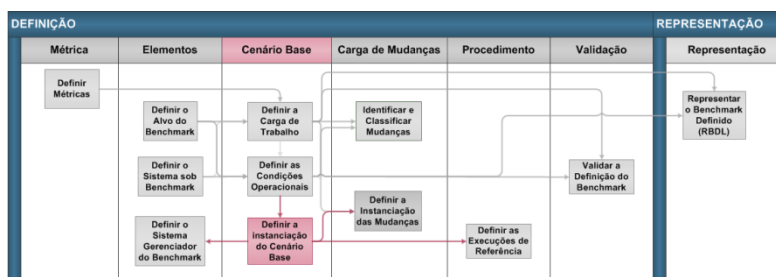 DEFINIÇÃO
REPRESENTAÇÃO
Métrica
Elementos
Cenário Base
Carga de Mudanças
Procedimento
Validação
Representação
Definir
Métricas
Definir o
Alvo do
Benchmark
Definir a
Carga de
Trabalho
Identificar e
Classificar
Mudanças
Representar
o Benchmark
Definido
(RBDL)
Definir o
Sistema sob
Benchmark
Definir as
Condições
Operacionais
Validar a
Definição do
Benchmark
Definir a
Instanciação
das Mudanças
Definir o
Sistema
Gerenciador
do Benchmark
Definir a
instanciação
do Cenário
Base
Definir as
Execuções de
Referência